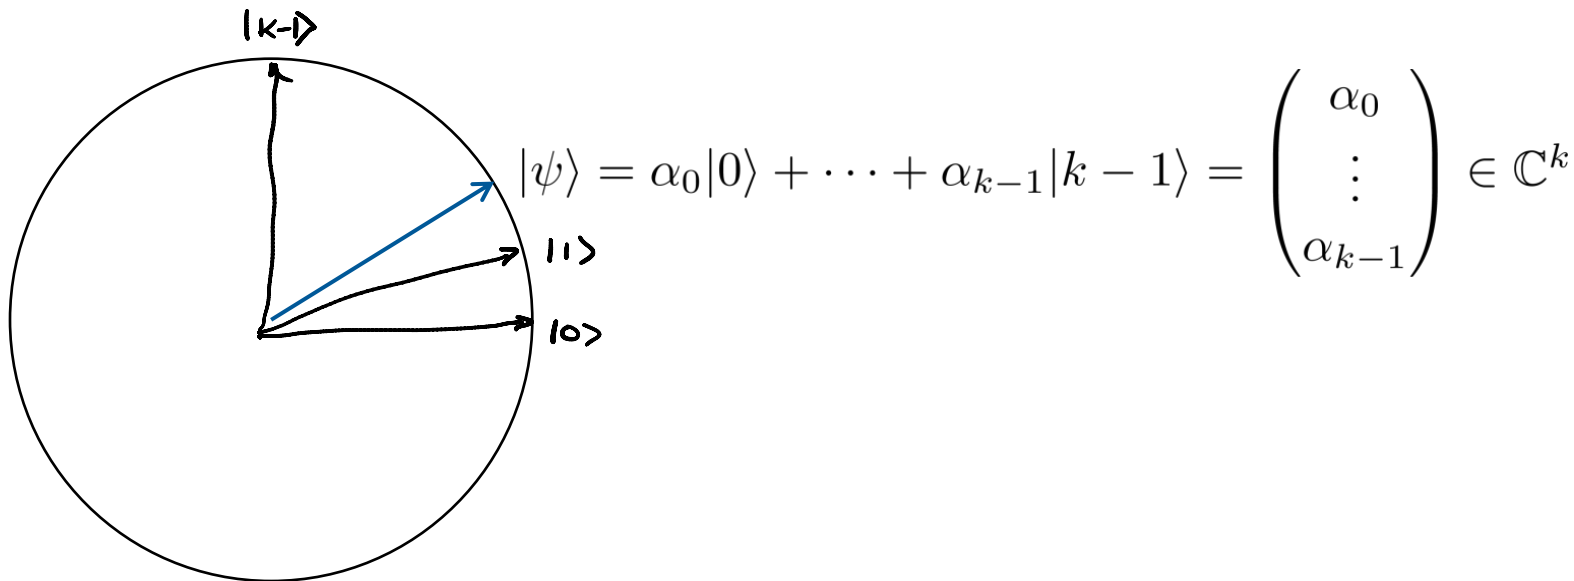 |k-1⟩
|ψ⟩ = α₀|0⟩ + ⋯ + αₖ₋₁|k − 1⟩ = (α₀ ⋮ αₖ₋₁) ∈ ℂᵏ
|1⟩
|0⟩